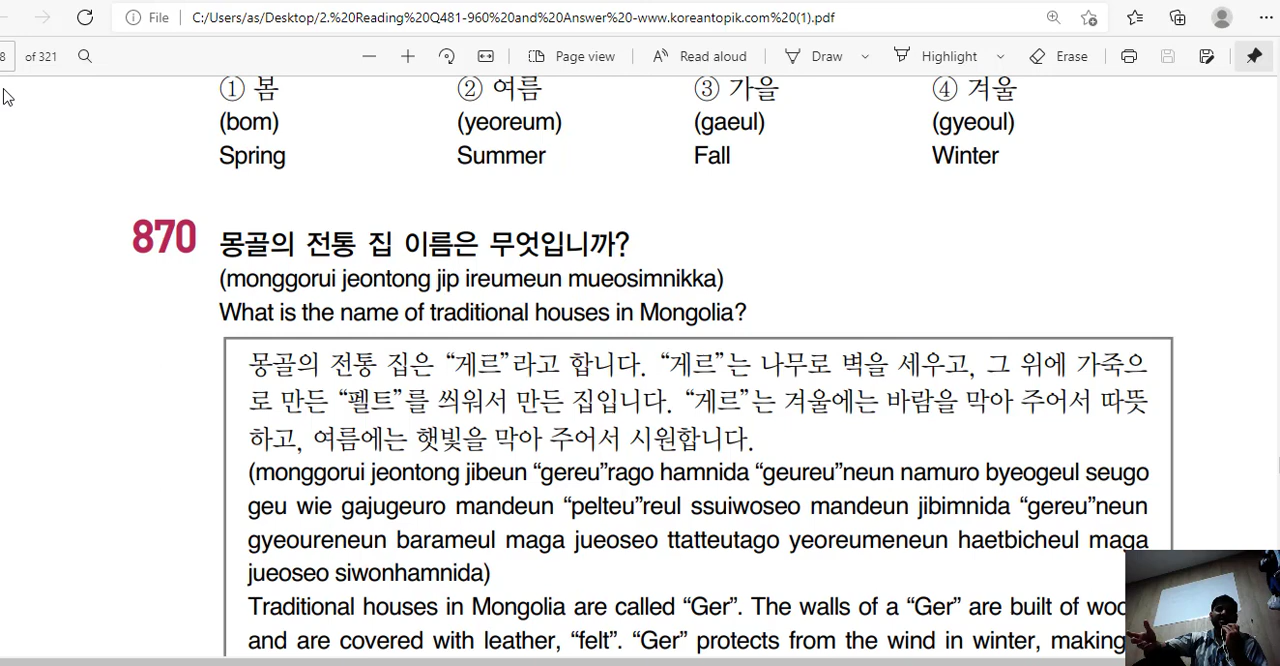 File C:/Users/as/Desktop/2.%20Reading%20Q481-960%20and%20Answer%20-www.koreantopik.com%20(1).pdf
8 of 321 Page view Read aloud Draw Highlight Erase
① 봄 ② 여름 ③ 가을 ④ 겨울
(bom) (yeoreum) (gaeul) (gyeoul)
Spring Summer Fall Winter
870 몽골의 전통 집 이름은 무엇입니까?
(monggorui jeontong jip ireumeun mueosimnikka)
What is the name of traditional houses in Mongolia?
몽골의 전통 집은 “게르”라고 합니다. “게르”는 나무로 벽을 세우고, 그 위에 가죽으
로 만든 “펠트”를 씌워서 만든 집입니다. “게르”는 겨울에는 바람을 막아 주어서 따뜻
하고, 여름에는 햇빛을 막아 주어서 시원합니다.
(monggorui jeontong jibeun “gereu”rago hamnida “geureu”neun namuro byeogeul seugo
geu wie gajugeuro mandeun “pelteu”reul ssuiwoseo mandeun jibimnida “gereu”neun
gyeoureneun barameul maga jueoseo ttatteutago yeoreumeneun haetbicheul maga
jueoseo siwonhamnida)
Traditional houses in Mongolia are called “Ger”. The walls of a “Ger” are built of
and are covered with leather, “felt”. “Ger” protects from the wind in winter, making